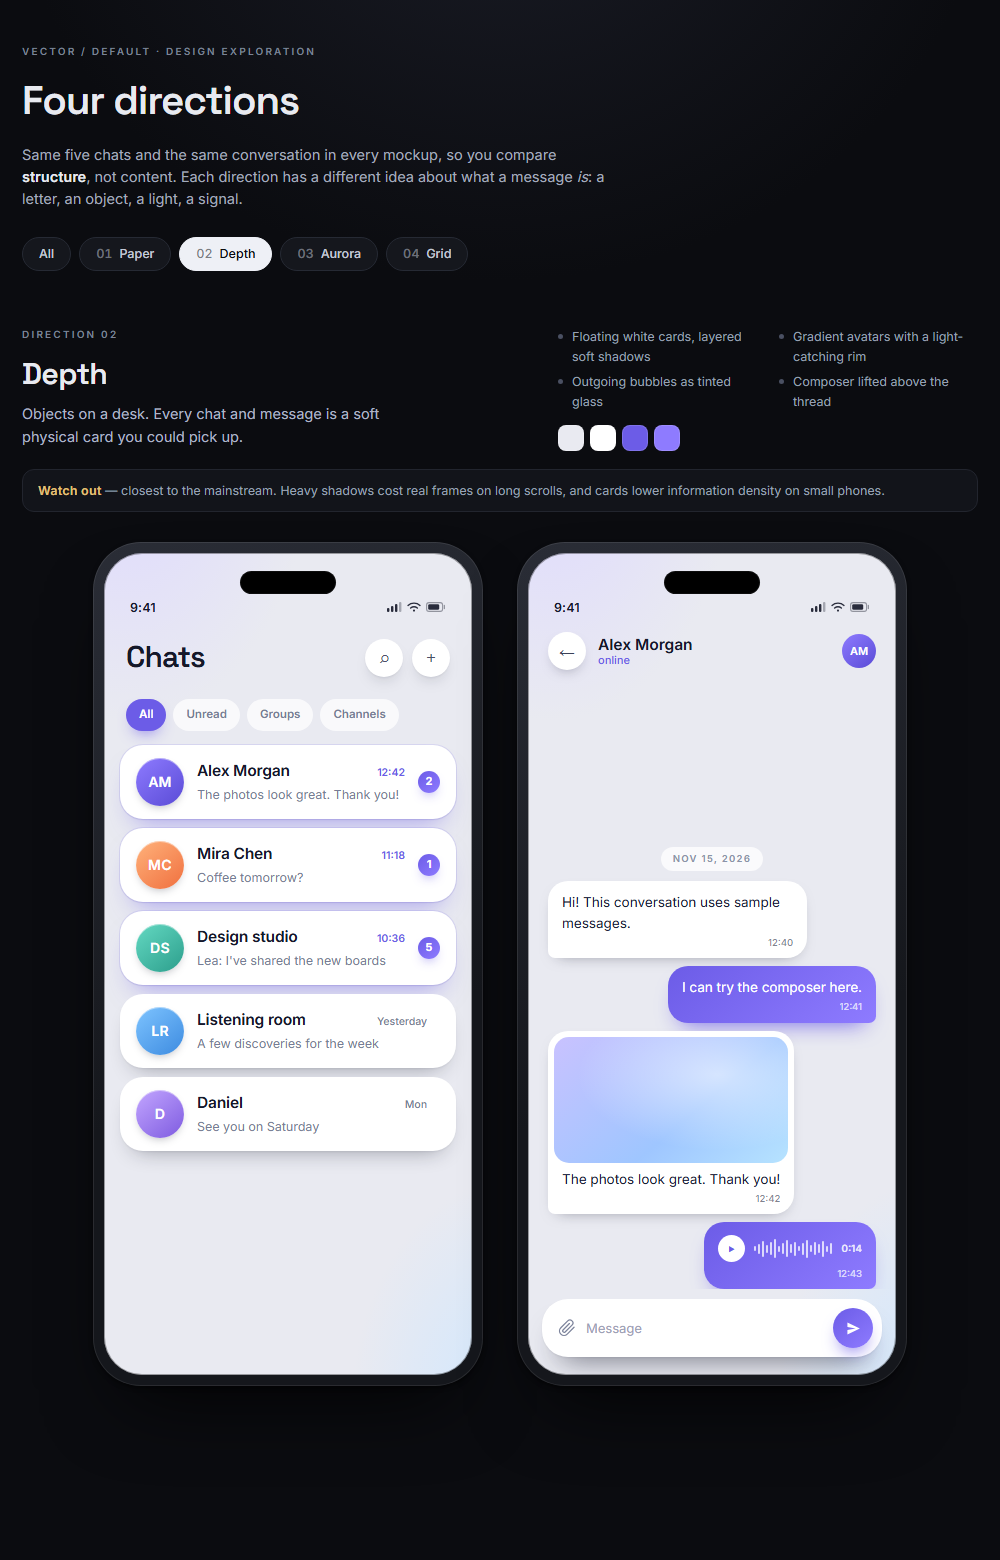 VECTOR / DEFAULT · DESIGN EXPLORATION
Four directions
Same five chats and the same conversation in every mockup, so you compare
structure, not content. Each direction has a different idea about what a message is: a
letter, an object, a light, a signal.
All
01 Paper
02 Depth
03 Aurora
04 Grid
DIRECTION 02
Depth
Objects on a desk. Every chat and message is a soft
physical card you could pick up.
Floating white cards, layered
soft shadows
Gradient avatars with a light-
catching rim
Outgoing bubbles as tinted
glass
Composer lifted above the
thread
Watch out — closest to the mainstream. Heavy shadows cost real frames on long scrolls, and cards lower information density on small phones.
9:41
Chats
All
Unread
Groups
Channels
AM
Alex Morgan
12:42
2
The photos look great. Thank you!
MC
Mira Chen
11:18
1
Coffee tomorrow?
DS
Design studio
10:36
5
Lea: I've shared the new boards
LR
Listening room
Yesterday
A few discoveries for the week
D
Daniel
Mon
See you on Saturday
9:41
Alex Morgan
online
AM
NOV 15, 2026
Hi! This conversation uses sample
messages.
12:40
I can try the composer here.
12:41
The photos look great. Thank you!
12:42
0:14
12:43
Message